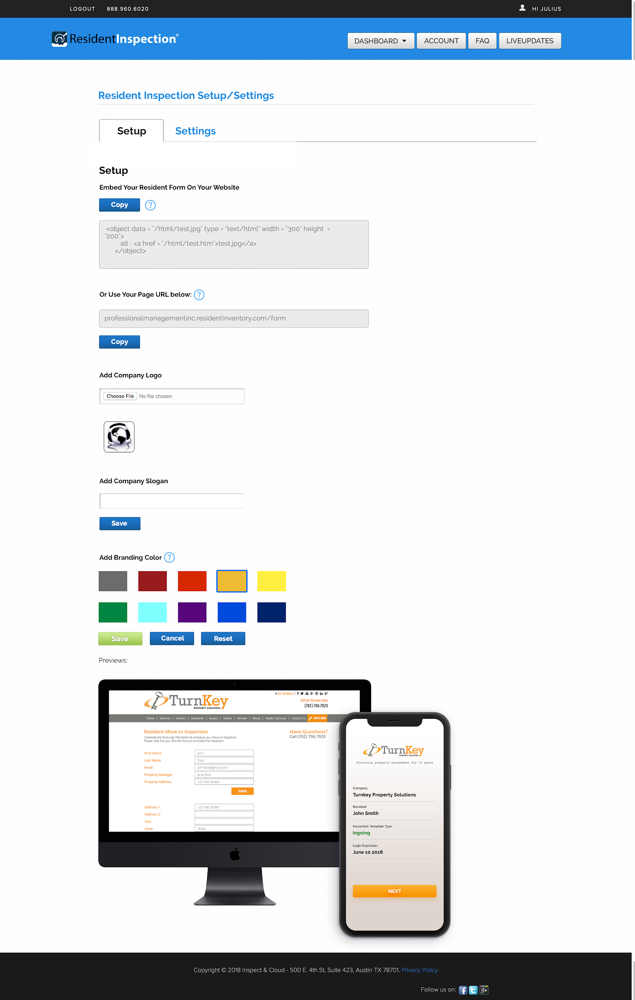 LOGOUT 888.960.6020 HI JULIUS
ResidentInspection®
DASHBOARD ACCOUNT FAQ LIVEUPDATES
Resident Inspection Setup/Settings
Setup Settings
Setup
Embed Your Resident Form On Your Website
Copy ?
<object data = "/html/test.jpg" type = "text/html" width = "300" height =
"200">
alt : <a href = "/html/test.htm">test.jpg</a>
</object>
Or Use Your Page URL below: ?
professionalmanagementinc.residentinventory.com/form
Copy
Add Company Logo
Choose File No file chosen
Add Company Slogan
Save
Add Branding Color ?
Save Cancel Reset
Previews:
TurnKey
PROPERTY SOLUTIONS
Our Locations
Call for the best rates
(702) 706.7920
Home | Services | Owners | Residents | Buyers | Sellers | Rentals | About | Realtor Services | Contact Us APPLY NOW
Resident Move-In Inspection
Complete the following information to schedule your move-in inspection.
Please note that you have 48 hours to complete the inspection.
Have Questions?
Call (702) 706.7920
First Name John
Last Name Doe
Email johndoe@gmail.com
Property Manager Jane Doe
Property Address 123 Test Street
SEARCH
Address 1: 123 Test Street
Address 2:
City:
State: Texas
TurnKey
PROPERTY SOLUTIONS
Providing property management for 75 years
Company
Turnkey Property Solutions
Resident
John Smith
Inspection Template Type:
Ingoing
Login Expiration:
June 10 2018
NEXT
Copyright © 2018 Inspect & Cloud - 500 E. 4th St, Suite 423, Austin TX 78701. Privacy Policy
Follow us on: